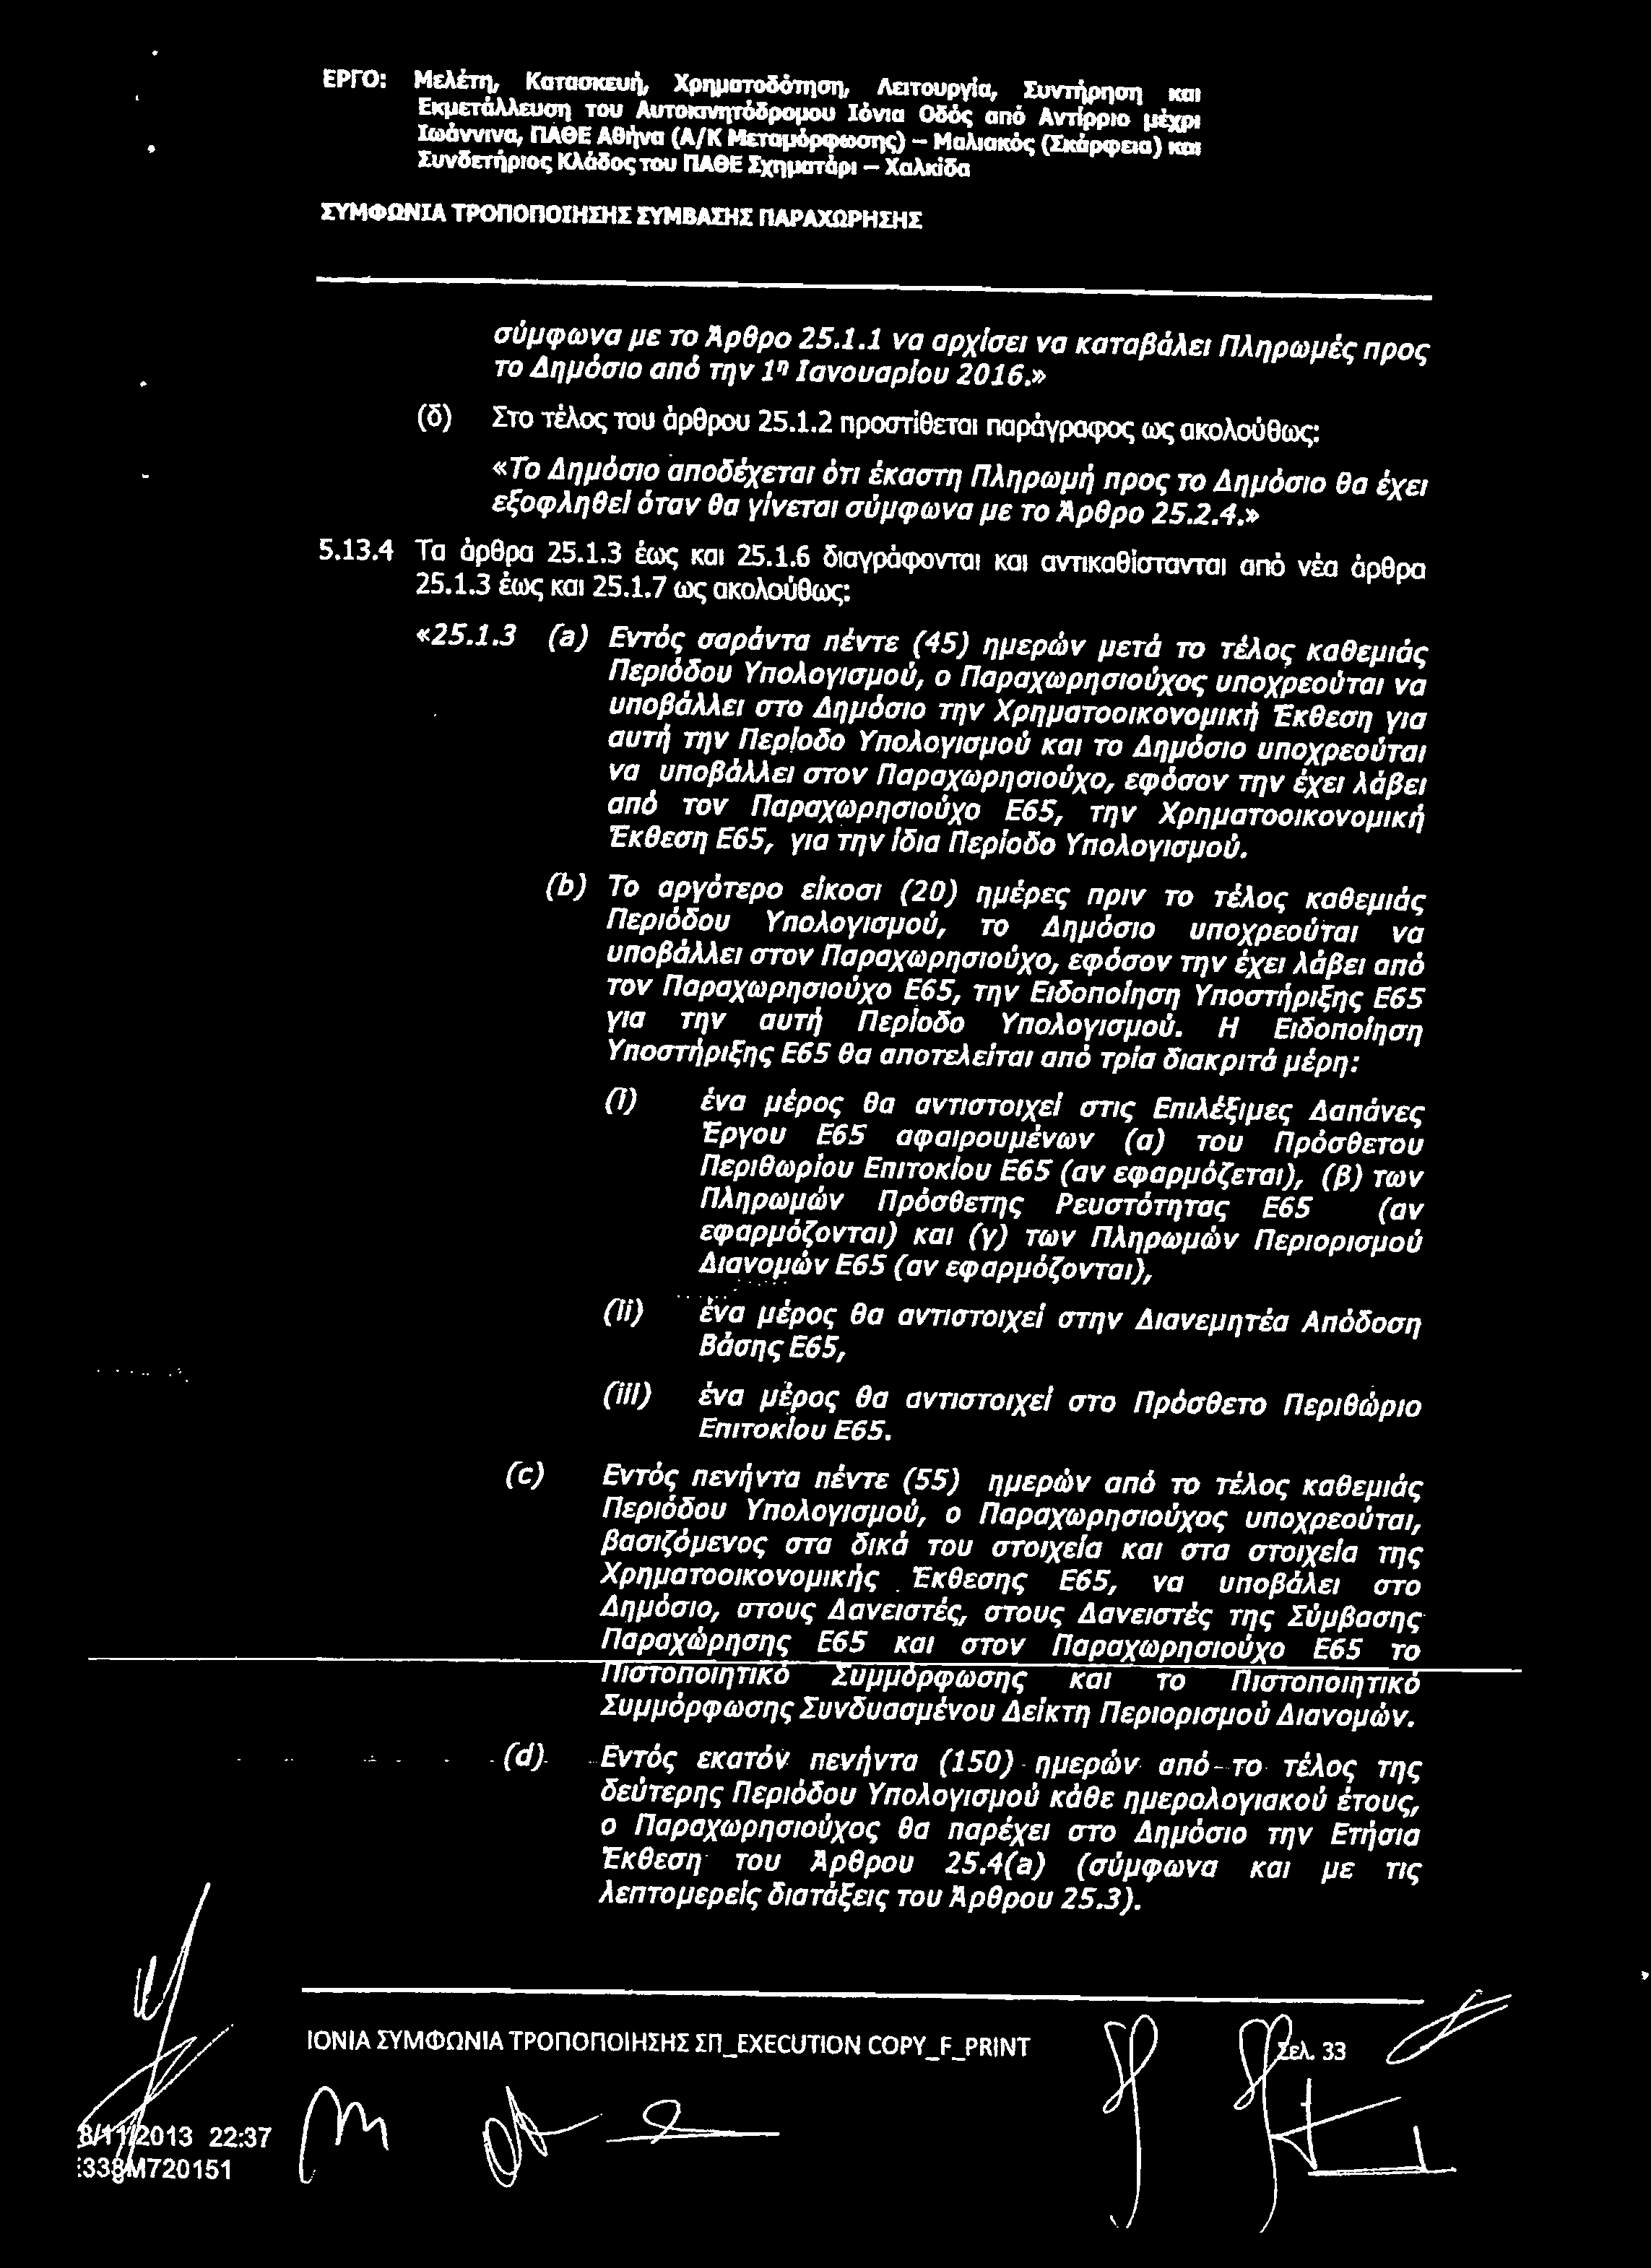 ΕΡΓΟ: Μελέτη, Κατασκευή, Χρηματοδότηση, Λειτουργία, Συντήρηση και
Εκμετάλλευση του Αυτοκινητόδρομου Ιόνια Οδός από Αντίρριο μέχρι
Ιωάννινα, ΠΑΘΕ Αθήνα (Α/Κ Μεταμόρφωσης) – Μαλιακός (Σκάρφεια) και
Συνδετήριος Κλάδος του ΠΑΘΕ Σχηματάρι – Χαλκίδα
ΣΥΜΦΩΝΙΑ ΤΡΟΠΟΠΟΙΗΣΗΣ ΣΥΜΒΑΣΗΣ ΠΑΡΑΧΩΡΗΣΗΣ
σύμφωνα με το Άρθρο 25.1.1 να αρχίσει να καταβάλει Πληρωμές προς
το Δημόσιο από την 1η Ιανουαρίου 2016.»
(δ) Στο τέλος του άρθρου 25.1.2 προστίθεται παράγραφος ως ακολούθως:
«Το Δημόσιο αποδέχεται ότι έκαστη Πληρωμή προς το Δημόσιο θα έχει
εξοφληθεί όταν θα γίνεται σύμφωνα με το Άρθρο 25.2.4.»
5.13.4 Τα άρθρα 25.1.3 έως και 25.1.6 διαγράφονται και αντικαθίστανται από νέα άρθρα
25.1.3 έως και 25.1.7 ως ακολούθως:
«25.1.3 (a) Εντός σαράντα πέντε (45) ημερών μετά το τέλος καθεμιάς
Περιόδου Υπολογισμού, ο Παραχωρησιούχος υποχρεούται να
υποβάλλει στο Δημόσιο την Χρηματοοικονομική Έκθεση για
αυτή την Περίοδο Υπολογισμού και το Δημόσιο υποχρεούται
να υποβάλλει στον Παραχωρησιούχο, εφόσον την έχει λάβει
από τον Παραχωρησιούχο Ε65, την Χρηματοοικονομική
Έκθεση Ε65, για την ίδια Περίοδο Υπολογισμού.
(b) Το αργότερο είκοσι (20) ημέρες πριν το τέλος καθεμιάς
Περιόδου Υπολογισμού, το Δημόσιο υποχρεούται να
υποβάλλει στον Παραχωρησιούχο, εφόσον την έχει λάβει από
τον Παραχωρησιούχο Ε65, την Ειδοποίηση Υποστήριξης Ε65
για την αυτή Περίοδο Υπολογισμού. Η Ειδοποίηση
Υποστήριξης Ε65 θα αποτελείται από τρία διακριτά μέρη:
(i) ένα μέρος θα αντιστοιχεί στις Επιλέξιμες Δαπάνες
Έργου Ε65 αφαιρουμένων (α) του Πρόσθετου
Περιθωρίου Επιτοκίου Ε65 (αν εφαρμόζεται), (β) των
Πληρωμών Πρόσθετης Ρευστότητας Ε65 (αν
εφαρμόζονται) και (γ) των Πληρωμών Περιορισμού
Διανομών Ε65 (αν εφαρμόζονται),
(ii) ένα μέρος θα αντιστοιχεί στην Διανεμητέα Απόδοση
Βάσης Ε65,
(iii) ένα μέρος θα αντιστοιχεί στο Πρόσθετο Περιθώριο
Επιτοκίου Ε65.
(c) Εντός πενήντα πέντε (55) ημερών από το τέλος καθεμιάς
Περιόδου Υπολογισμού, ο Παραχωρησιούχος υποχρεούται,
βασιζόμενος στα δικά του στοιχεία και στα στοιχεία της
Χρηματοοικονομικής Έκθεσης Ε65, να υποβάλει στο
Δημόσιο, στους Δανειστές, στους Δανειστές της Σύμβασης
Παραχώρησης Ε65 και στον Παραχωρησιούχο Ε65 το
Πιστοποιητικό Συμμόρφωσης και το Πιστοποιητικό
Συμμόρφωσης Συνδυασμένου Δείκτη Περιορισμού Διανομών.
(d) Εντός εκατόν πενήντα (150) ημερών από το τέλος της
δεύτερης Περιόδου Υπολογισμού κάθε ημερολογιακού έτους,
ο Παραχωρησιούχος θα παρέχει στο Δημόσιο την Ετήσια
Έκθεση του Άρθρου 25.4(a) (σύμφωνα και με τις
λεπτομερείς διατάξεις του Άρθρου 25.3).
ΙΟΝΙΑ ΣΥΜΦΩΝΙΑ ΤΡΟΠΟΠΟΙΗΣΗΣ ΣΠ_EXECUTION COPY_F_PRINT Σελ. 33
/11/2013 22:37
M720151